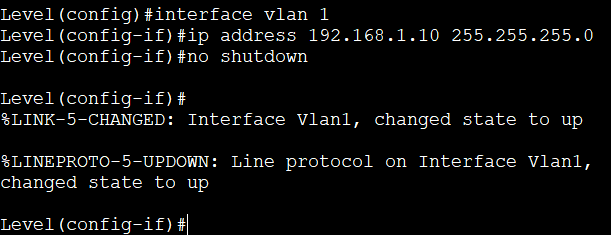 Level(config)#interface vlan 1
Level(config-if)#ip address 192.168.1.10 255.255.255.0
Level(config-if)#no shutdown
Level(config-if)#
%LINK-5-CHANGED: Interface Vlan1, changed state to up
%LINEPROTO-5-UPDOWN: Line protocol on Interface Vlan1,
changed state to up
Level(config-if)#